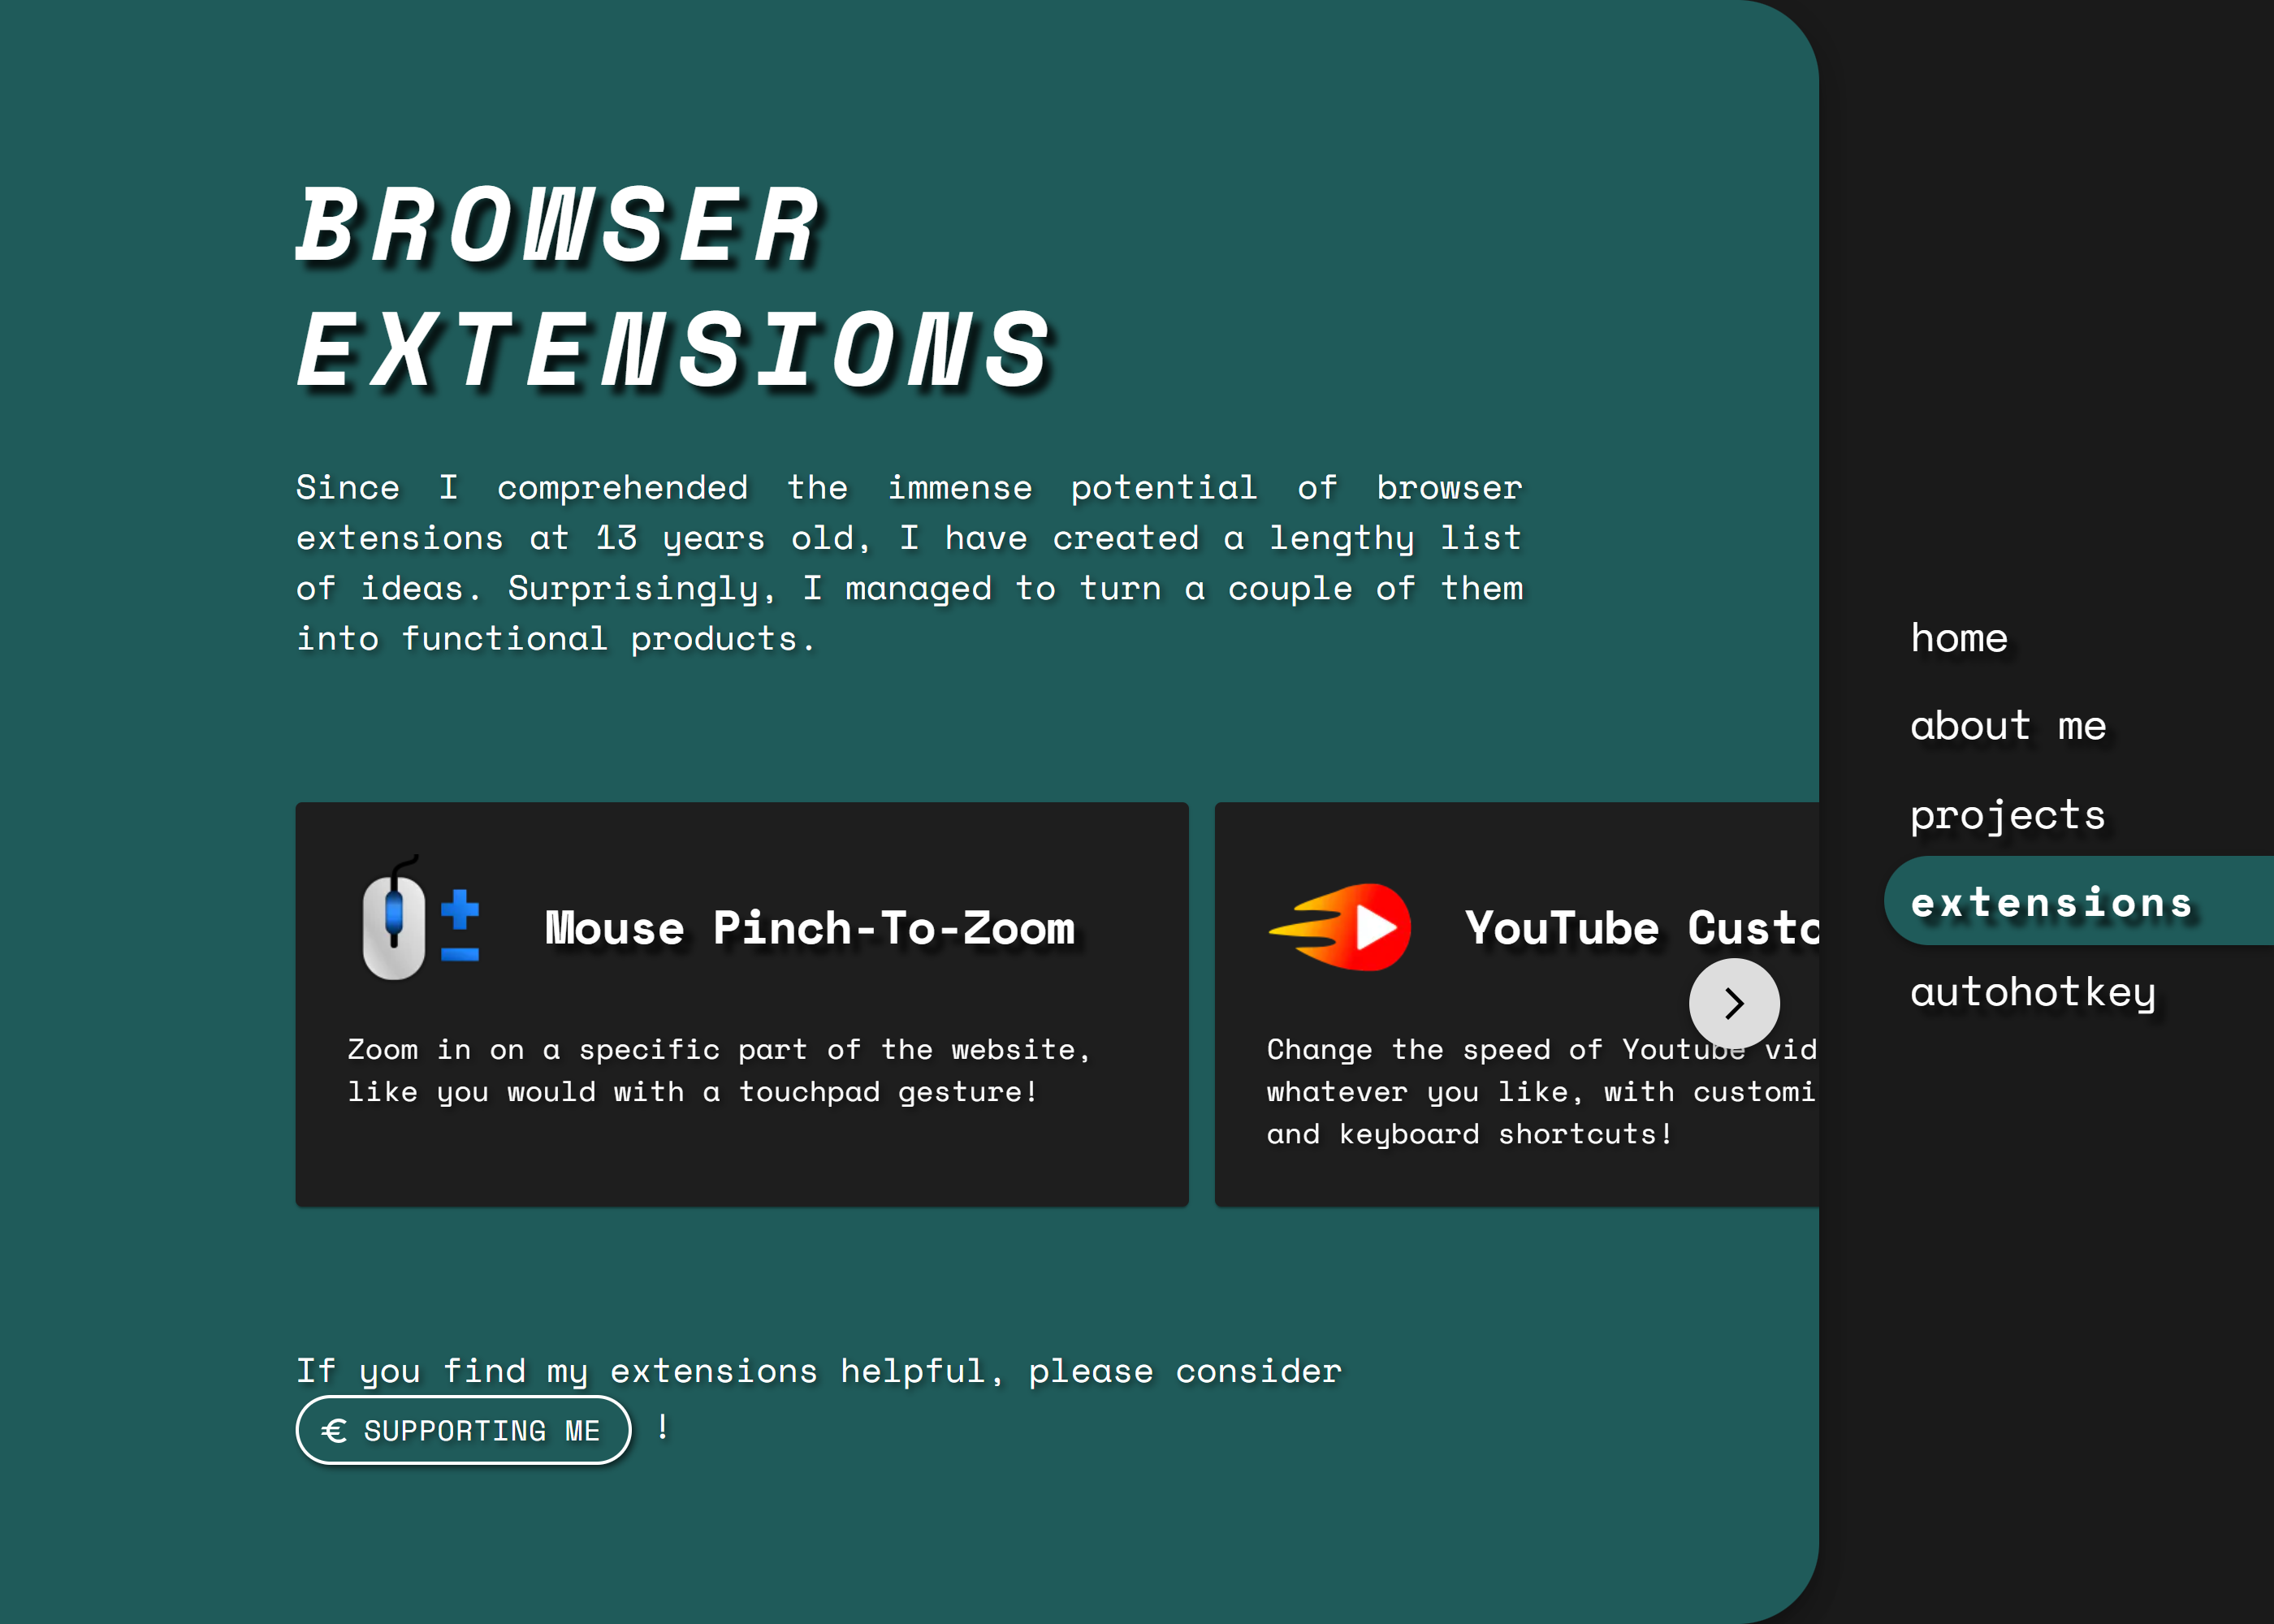 BROWSER
EXTENSIONS
Since I comprehended the immense potential of browser
extensions at 13 years old, I have created a lengthy list
of ideas. Surprisingly, I managed to turn a couple of them
into functional products.
Mouse Pinch-To-Zoom
Zoom in on a specific part of the website,
like you would with a touchpad gesture!
YouTube Custo
Change the speed of Youtube vid
whatever you like, with customi
and keyboard shortcuts!
If you find my extensions helpful, please consider
€ SUPPORTING ME !
home
about me
projects
extensions
autohotkey